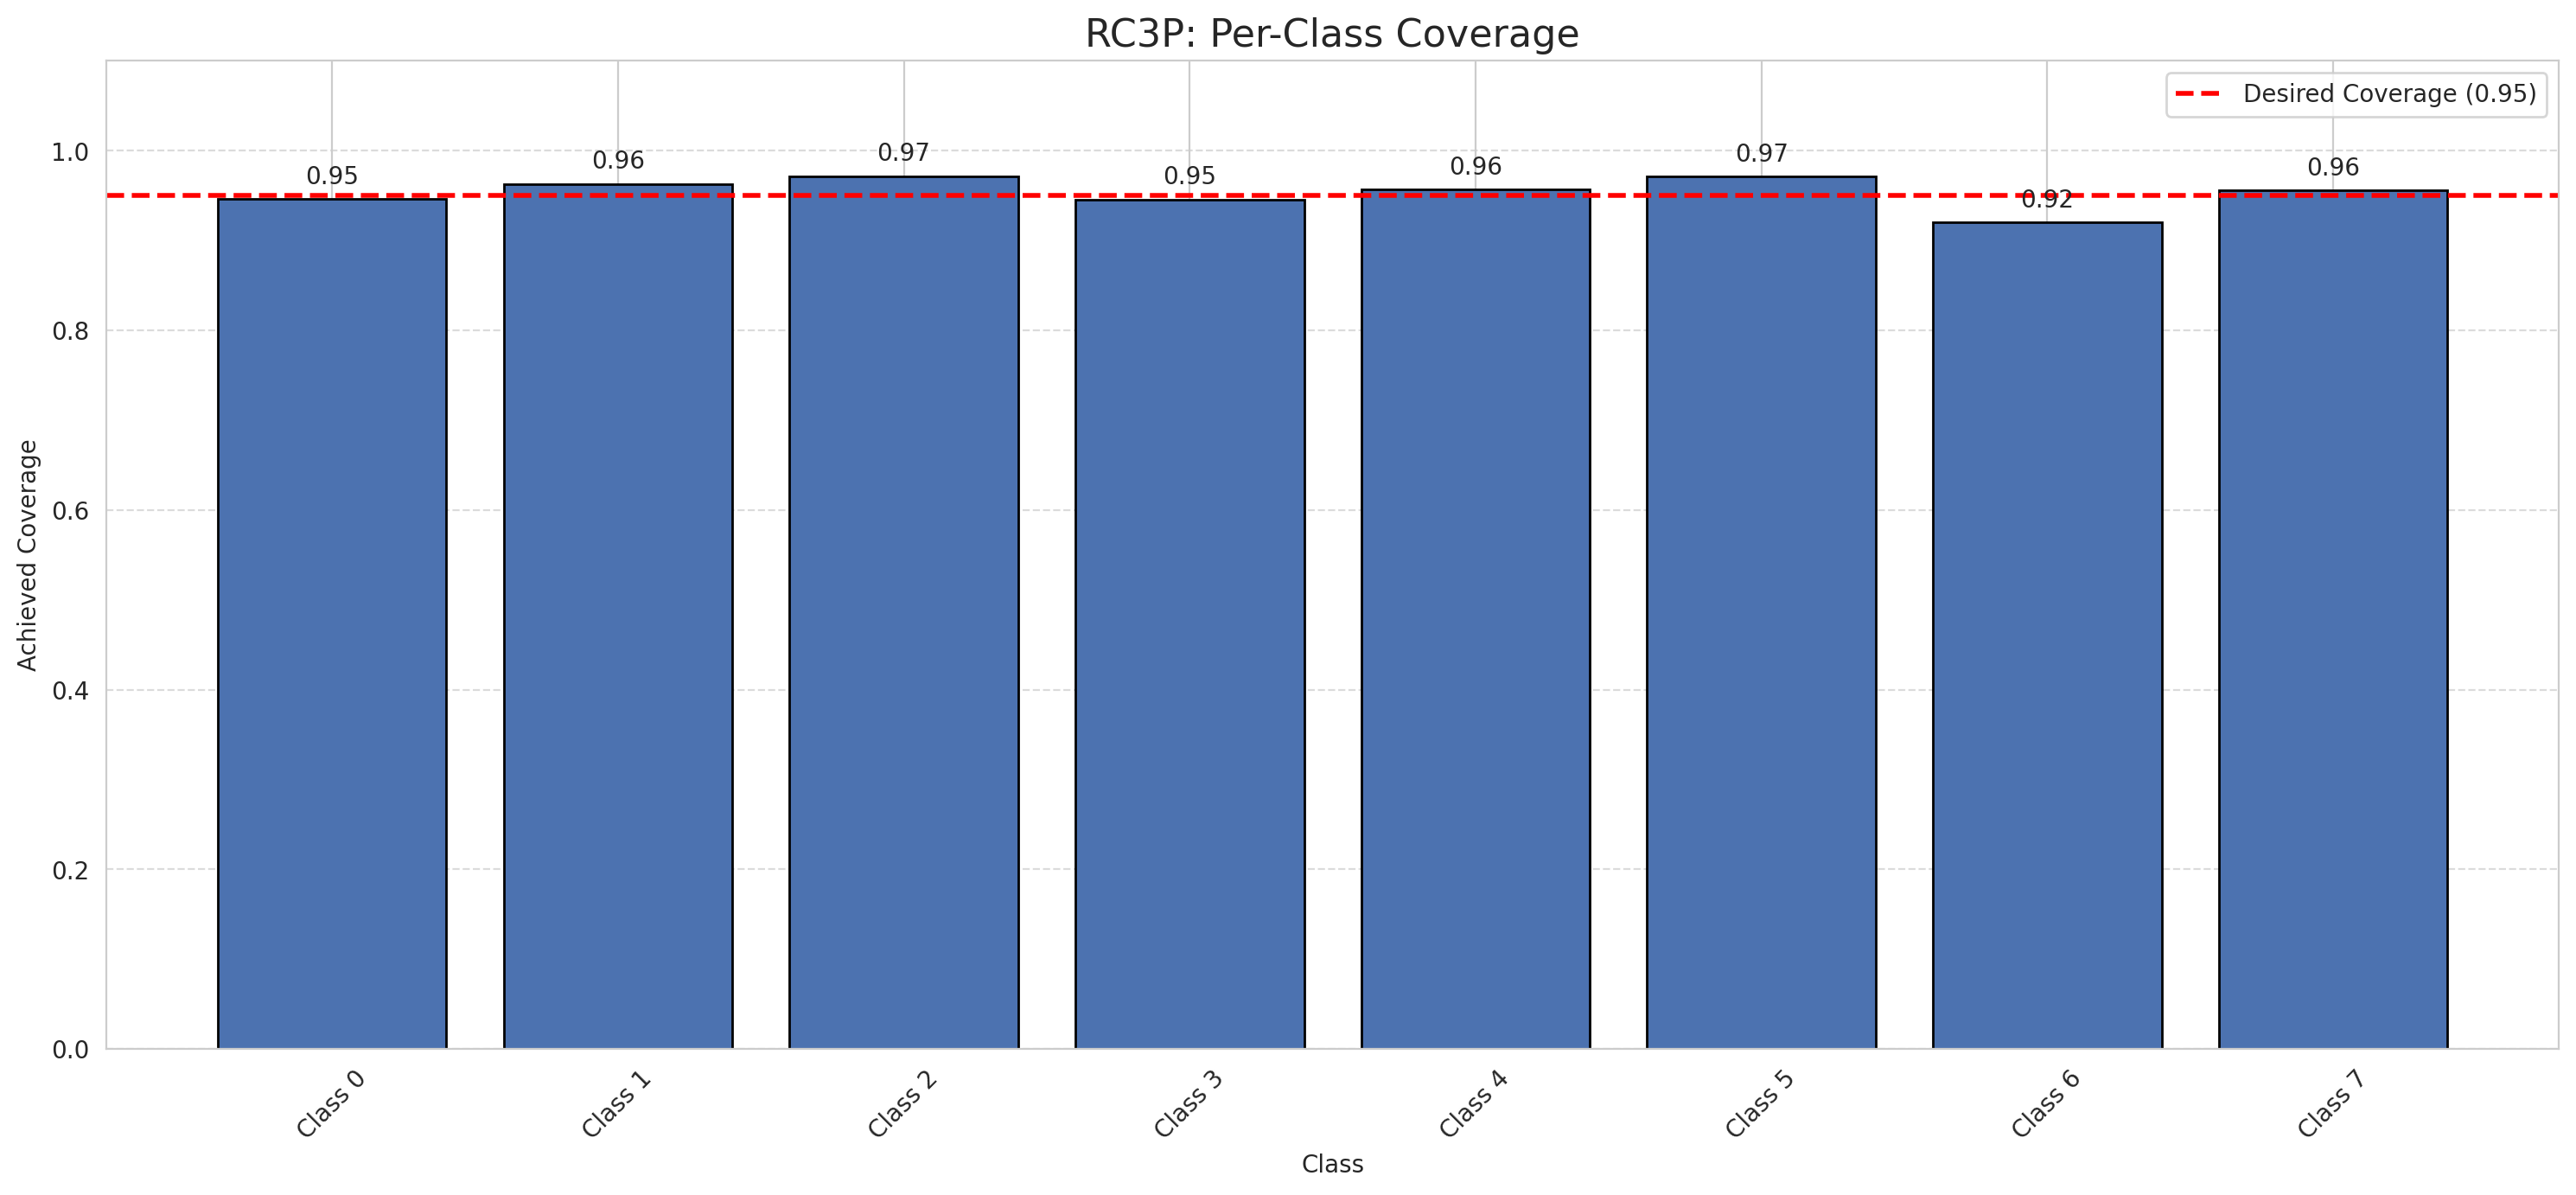 RC3P: Per-Class Coverage
Desired Coverage (0.95)
1.0
0.8
0.6
0.4
0.2
0.0
Achieved Coverage
0.95
0.96
0.97
0.95
0.96
0.97
0.92
0.96
Class 0
Class 1
Class 2
Class 3
Class 4
Class 5
Class 6
Class 7
Class